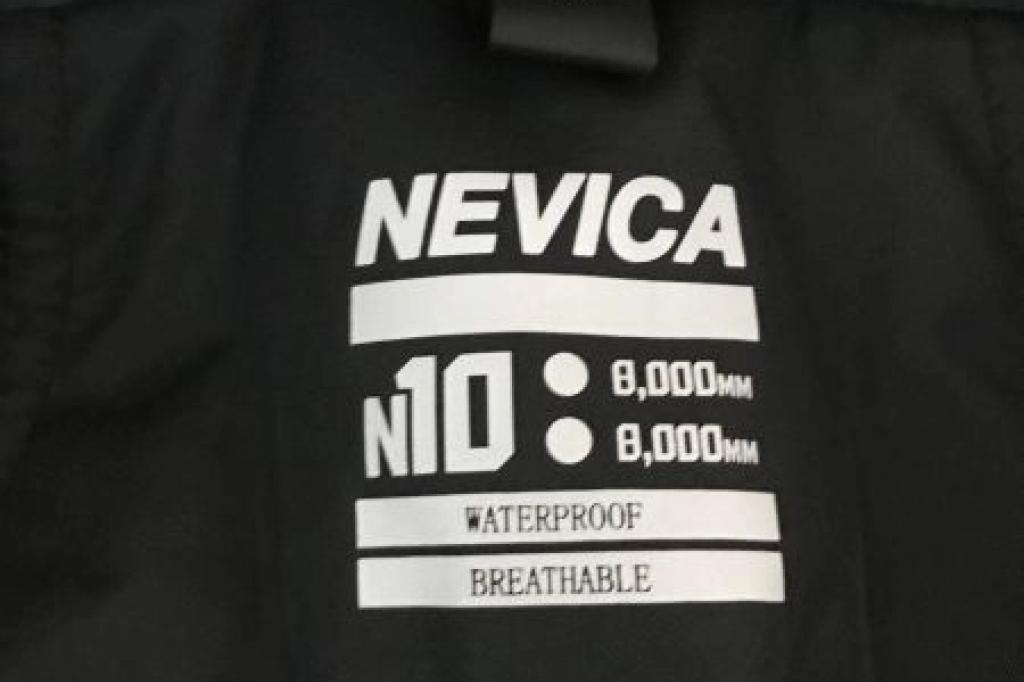 NEVICA
N10
8,000MM
8,000MM
WATERPROOF
BREATHABLE